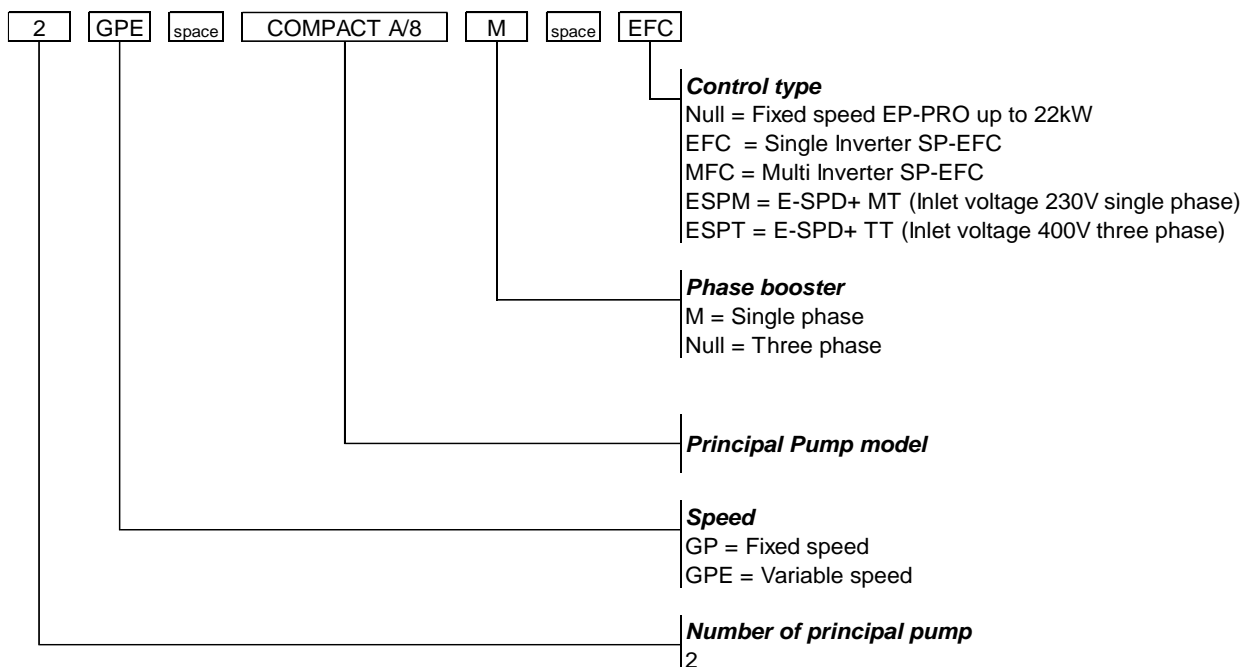 2 GPE space COMPACT A/8 M space EFC
Control type
Null = Fixed speed EP-PRO up to 22kW
EFC = Single Inverter SP-EFC
MFC = Multi Inverter SP-EFC
ESPM = E-SPD+ MT (Inlet voltage 230V single phase)
ESPT = E-SPD+ TT (Inlet voltage 400V three phase)
Phase booster
M = Single phase
Null = Three phase
Principal Pump model
Speed
GP = Fixed speed
GPE = Variable speed
Number of principal pump
2